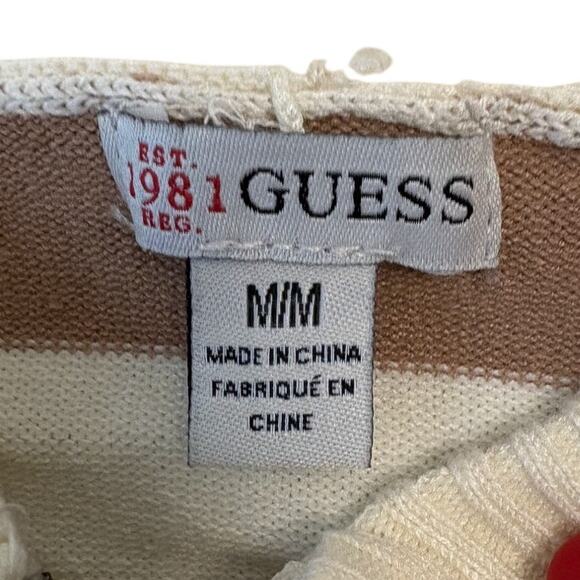 EST.
1981 GUESS
REG.
M/M
MADE IN CHINA
FABRIQUÉ EN
CHINE